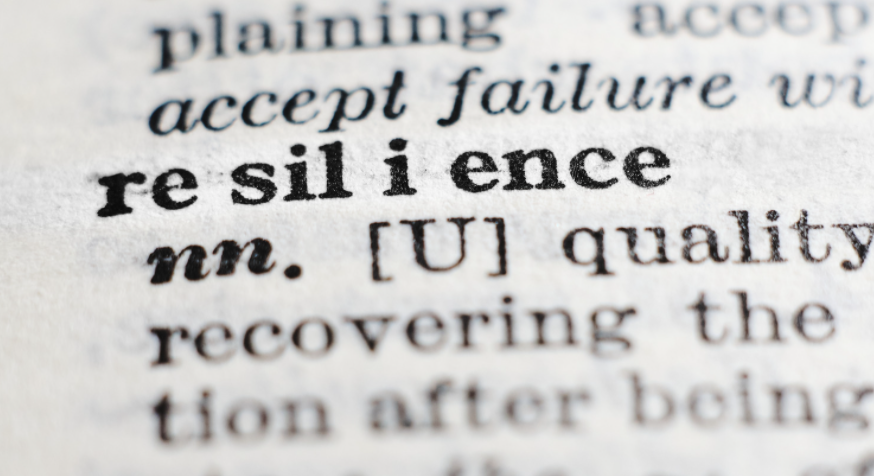 plaining accep
accept failure wi
re sil i ence
nn. [U] quality
recovering the
tion after being